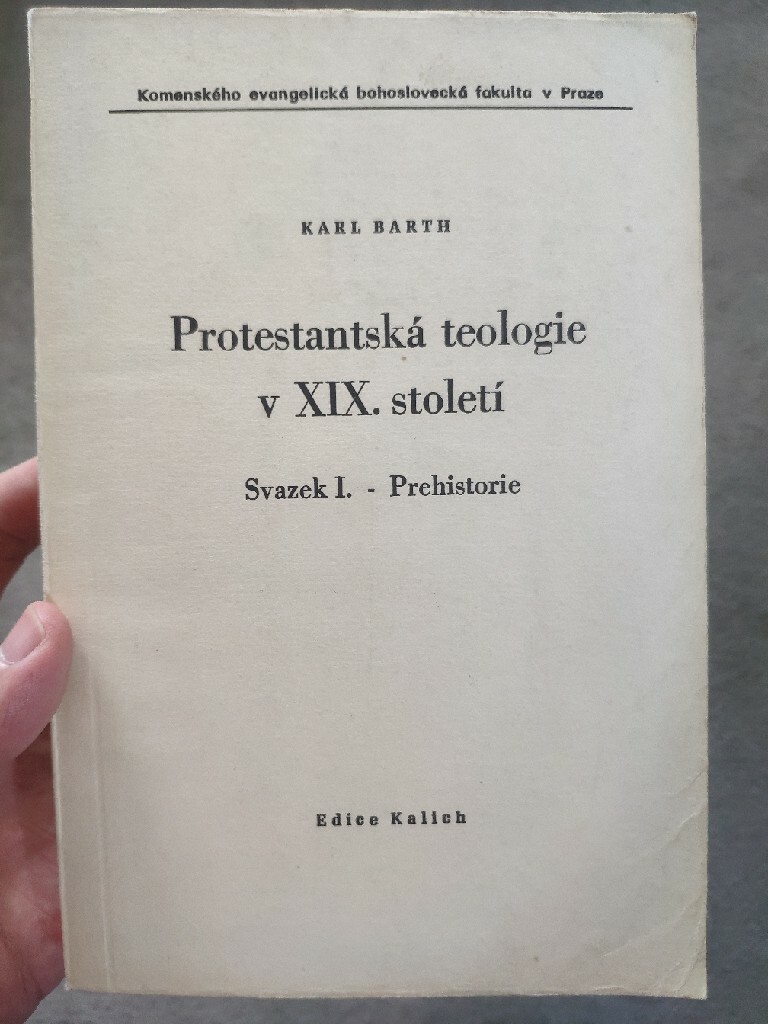 Komenského evangelická bohoslovecká fakulta v Praze
KARL BARTH
Protestantská teologie
v XIX. století
Svazek I. - Prehistorie
Edice Kalich